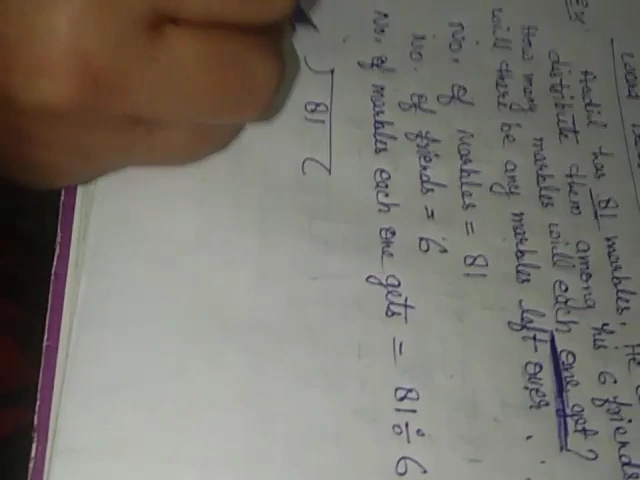 Ex
Aadil has 81 marbles. He
distribute them among his 6 friends
How many marbles will each one get?
will there be any marbles left over.
No. of Marbles = 81
No. of friends = 6
No. of marbles each one gets = 81 ÷ 6
81